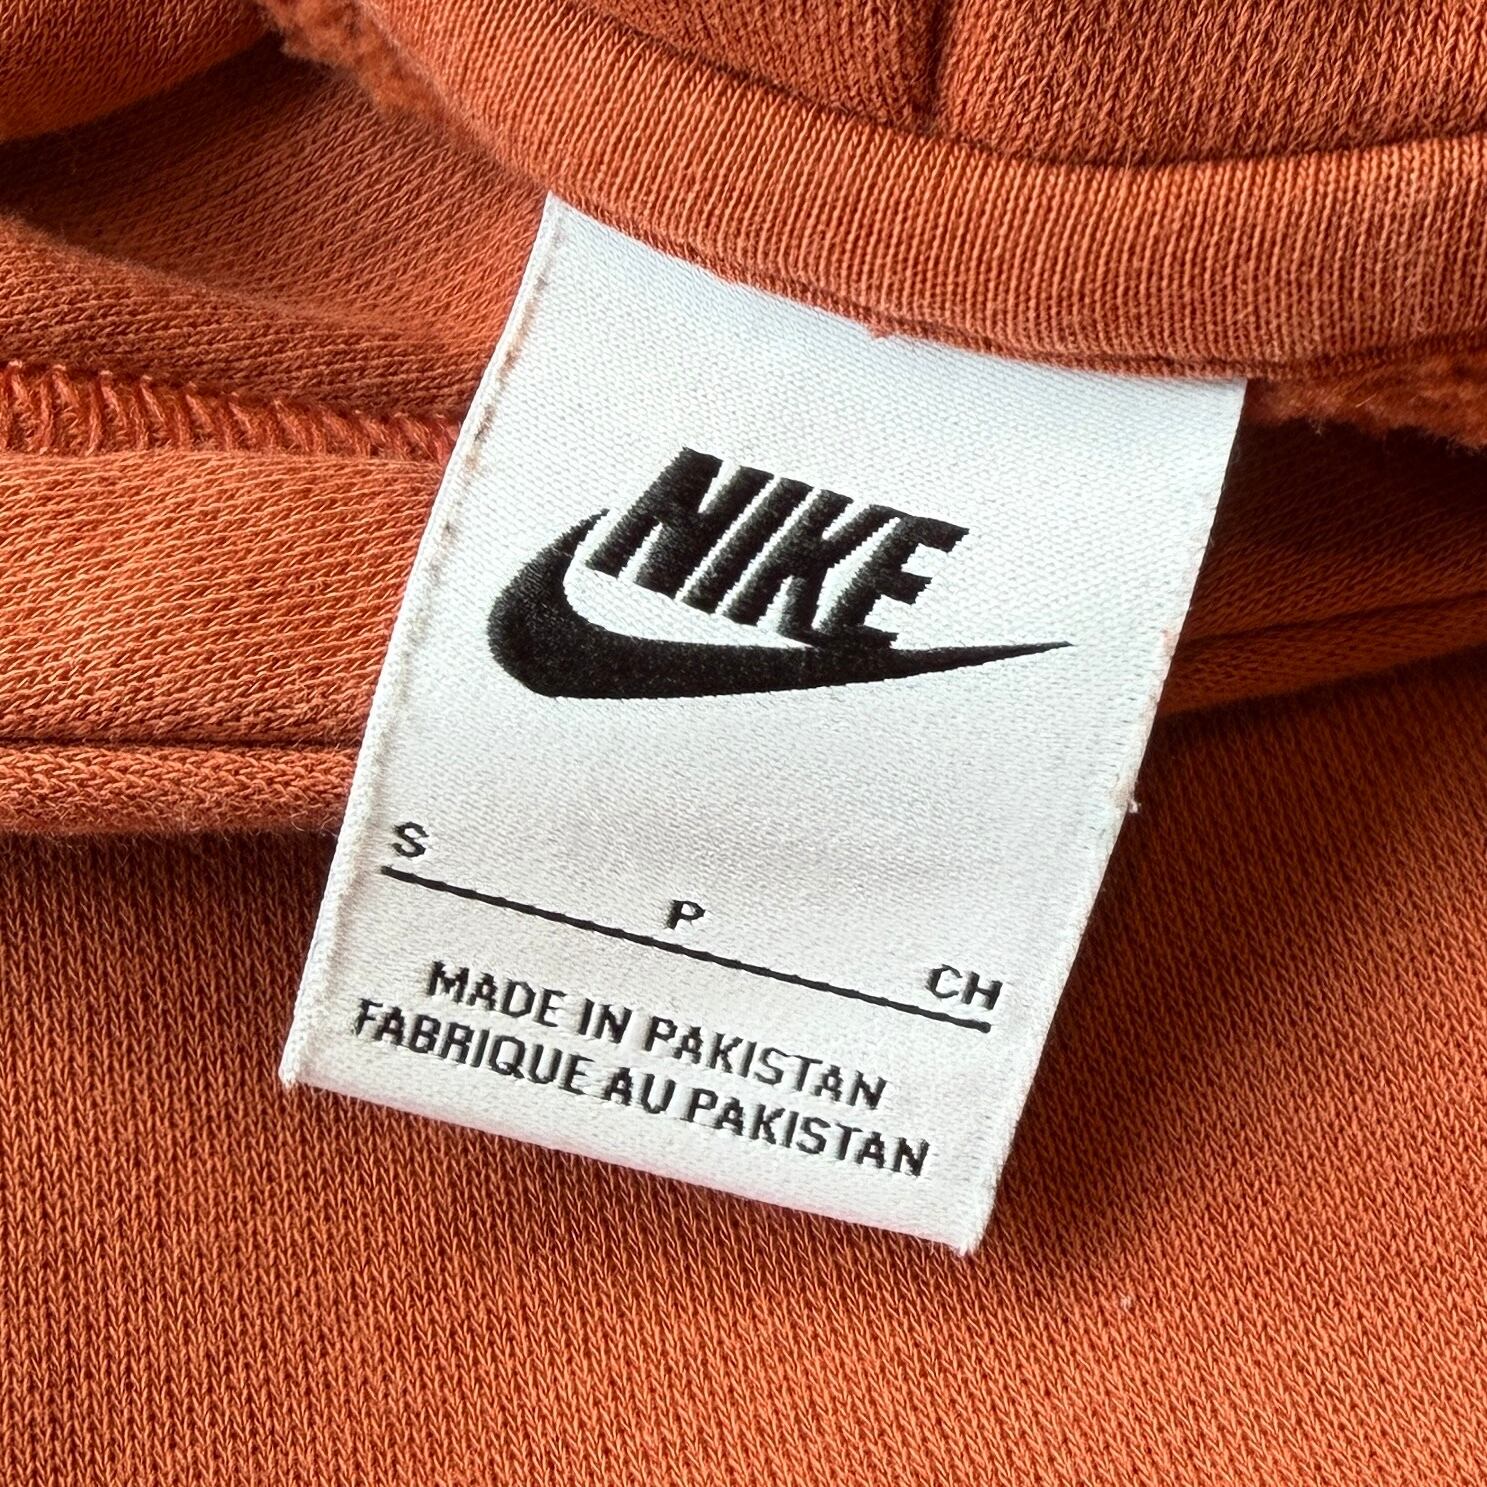 NIKE
S P CH
MADE IN PAKISTAN
FABRIQUE AU PAKISTAN